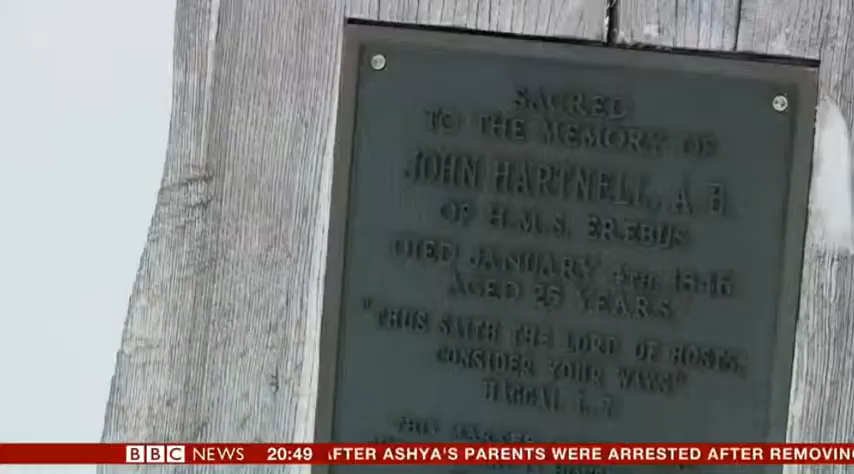 SACRED
TO THE MEMORY OF
JOHN HARTNELL, A.B.
OF H.M.S. EREBUS
DIED JANUARY 4TH, 1846
AGED 25 YEARS.
"THUS SAITH THE LORD OF HOSTS;
CONSIDER YOUR WAYS!"
HAGGAI 1,7
THIS MARKER
BBC NEWS 20:49 AFTER ASHYA'S PARENTS WERE ARRESTED AFTER REMOVING